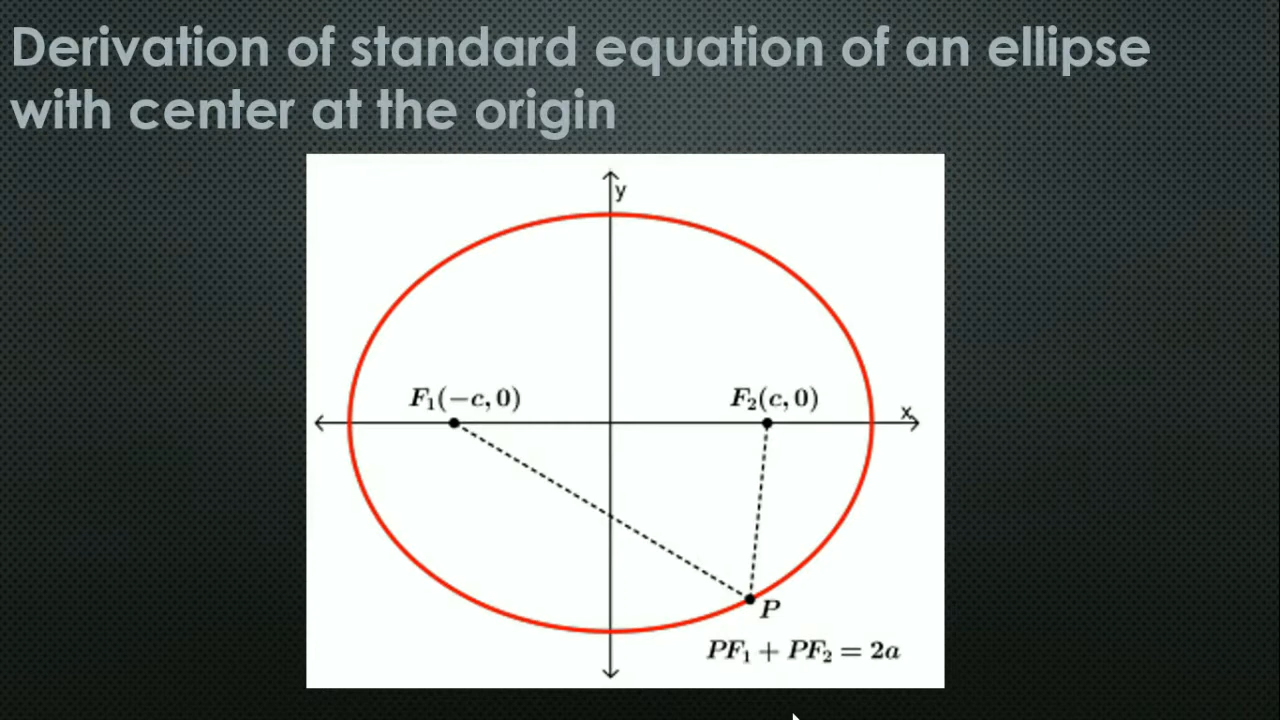 Derivation of standard equation of an ellipse
with center at the origin
y
F₁(−c, 0)
F₂(c, 0)
x
P
PF₁ + PF₂ = 2a